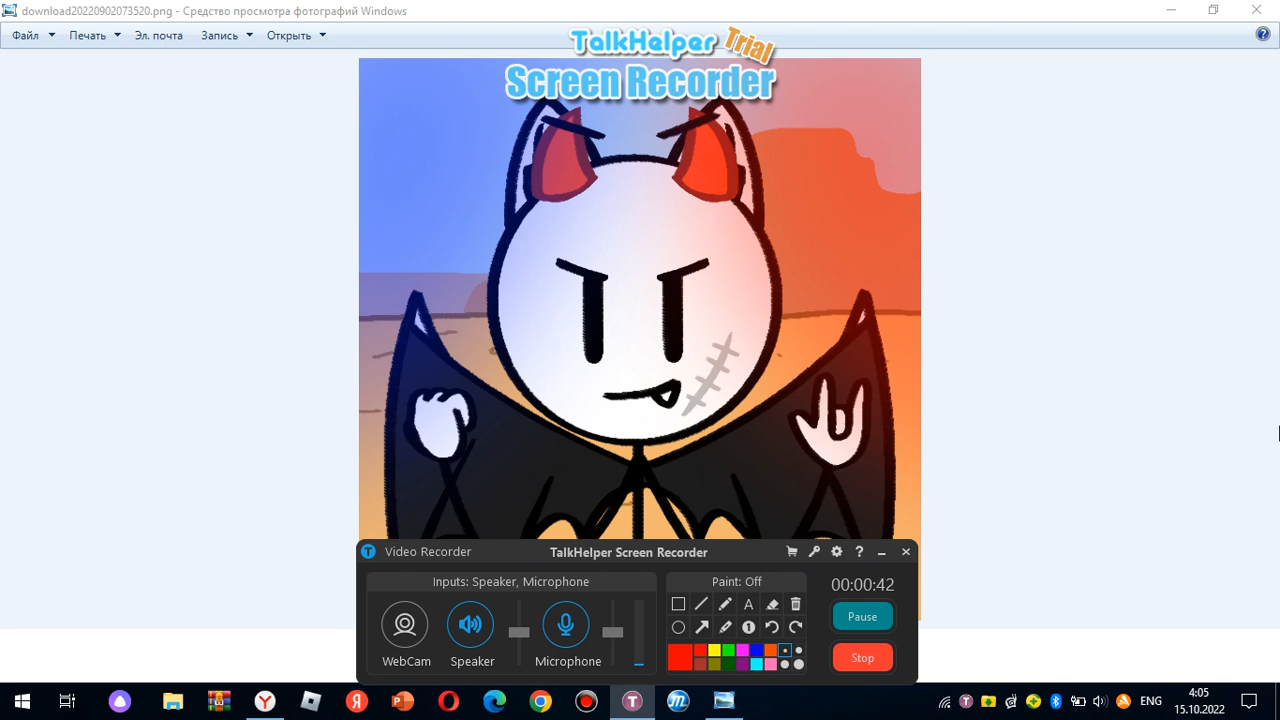 download20220902073520.png - Средство просмотра фотографий Windows
Файл Печать Эл. почта Запись Открыть
TalkHelper Trial
Screen Recorder
Video Recorder TalkHelper Screen Recorder
Inputs: Speaker, Microphone Paint: Off 00:00:42
A
1
Pause
WebCam Speaker Microphone Stop
ENG 4:05
15.10.2022